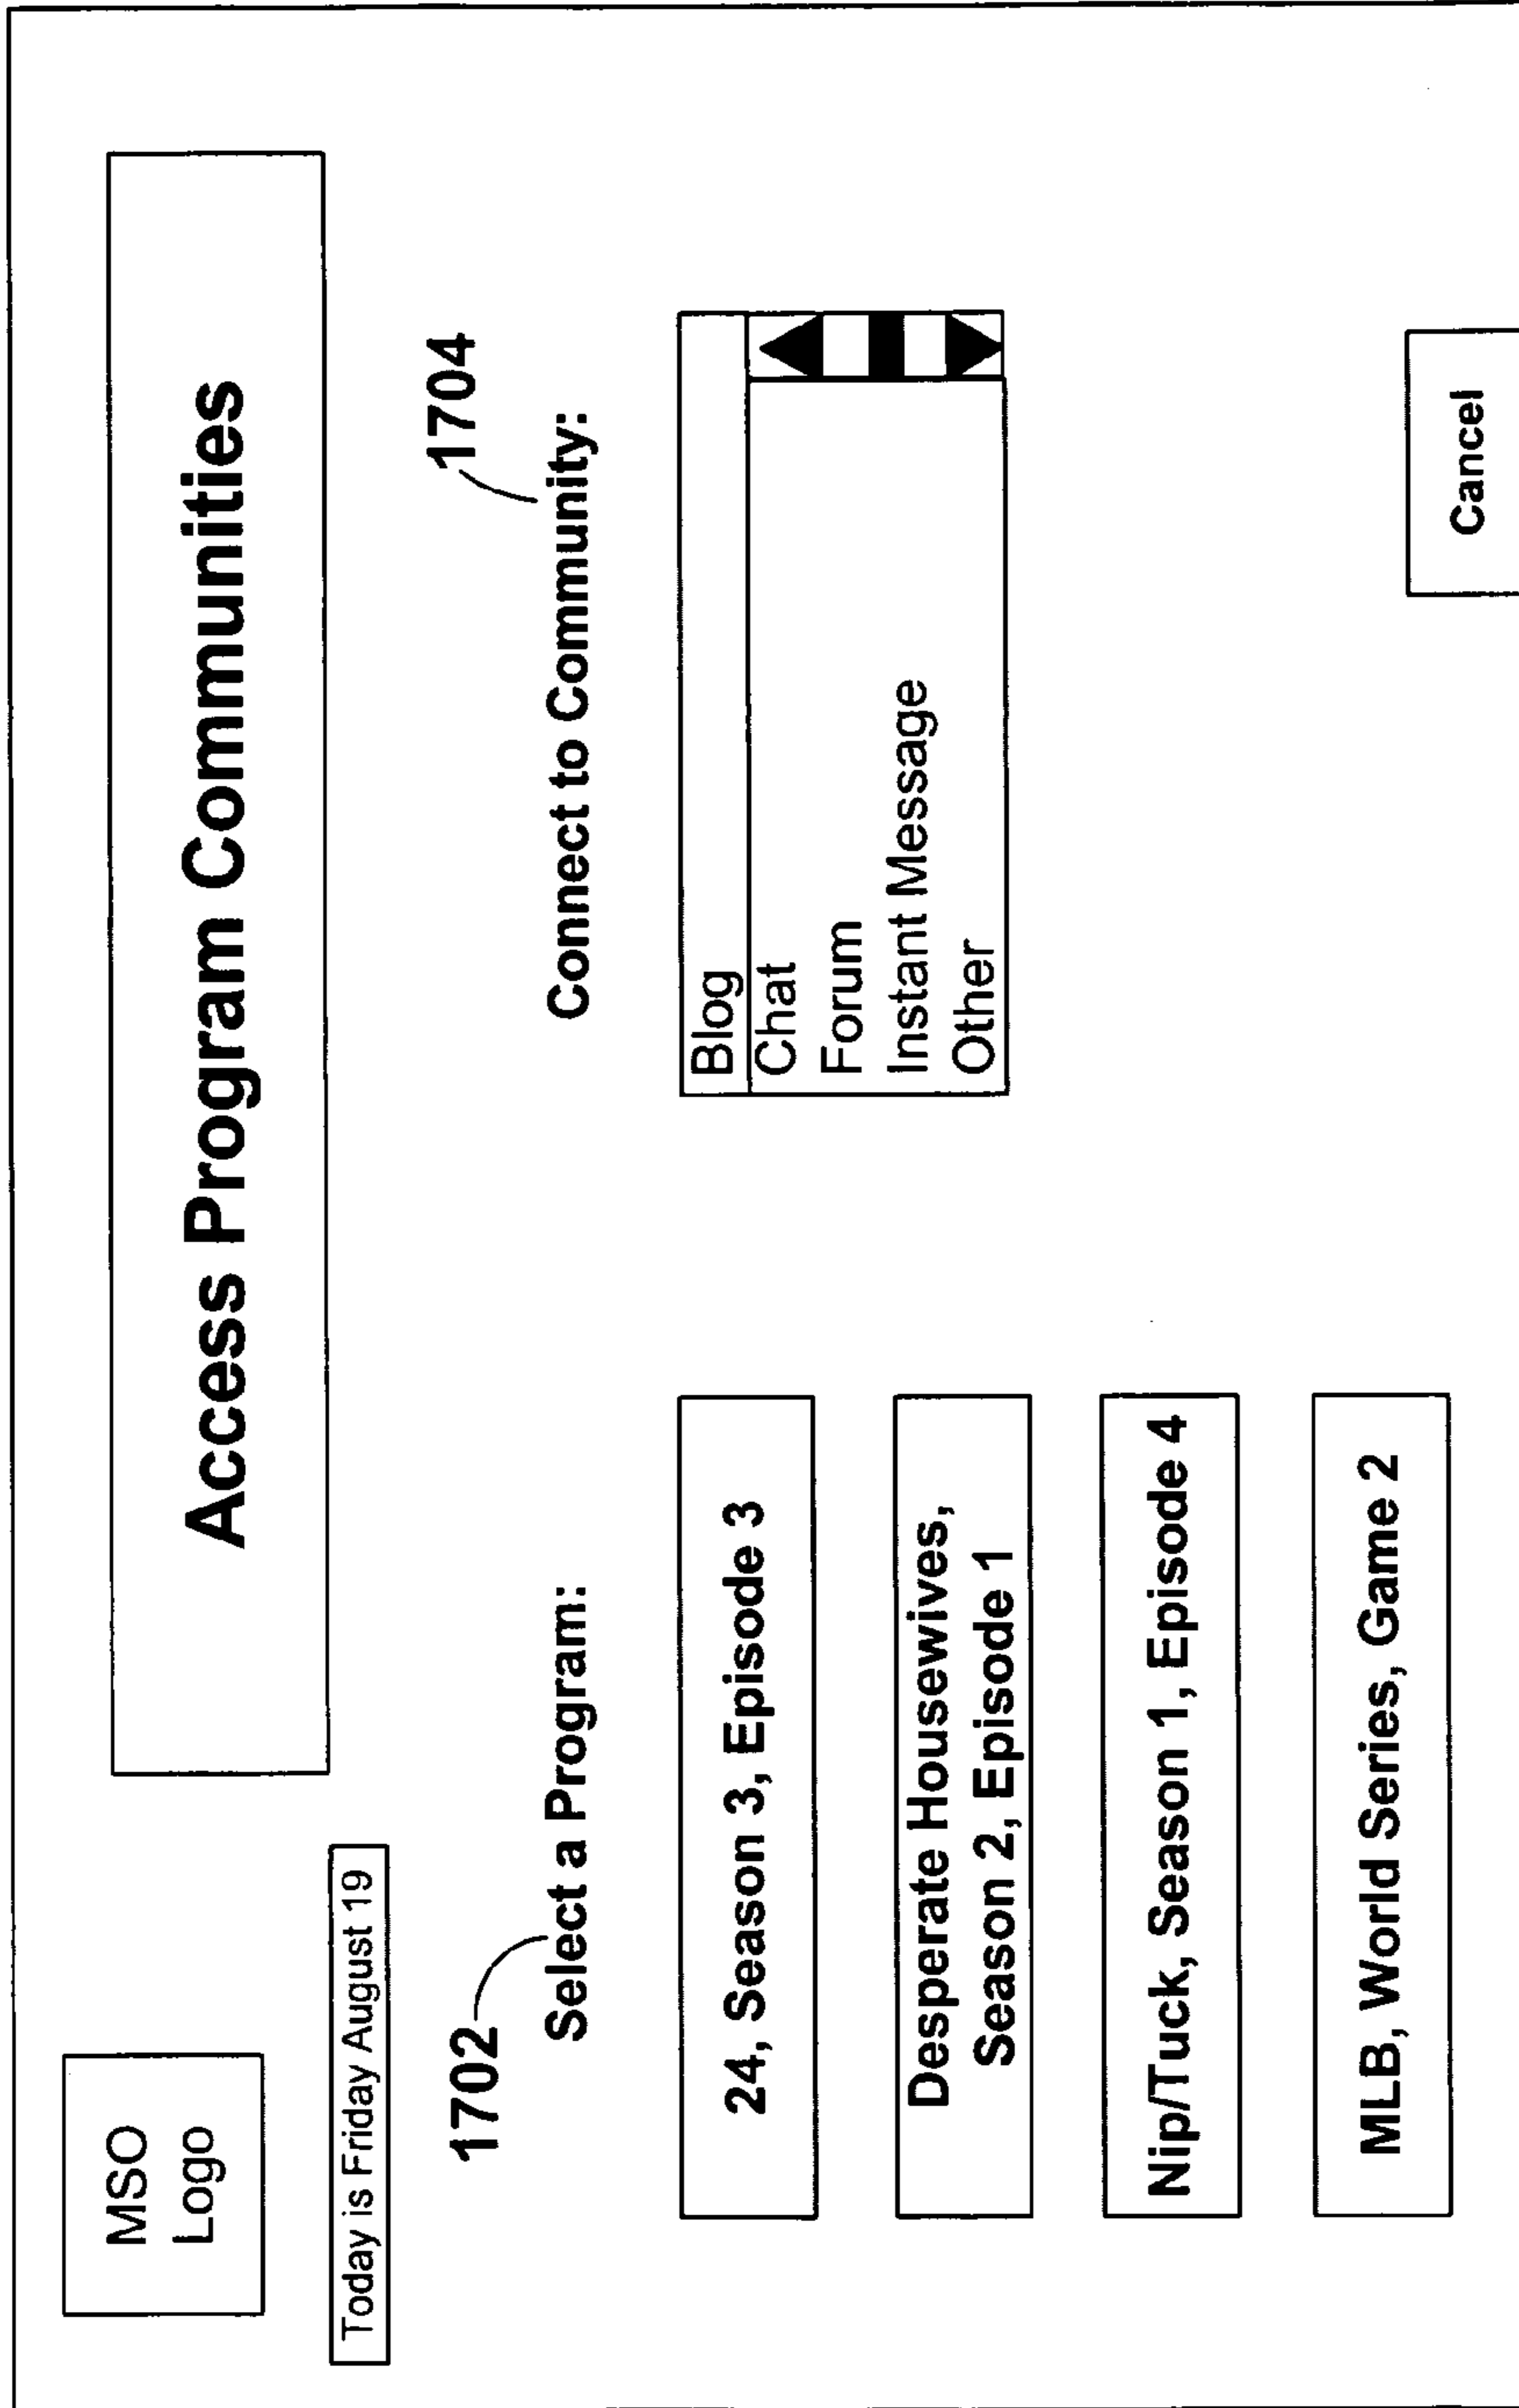 MSO
Logo
Access Program Communities
Today is Friday August 19
1702
Select a Program:
24, Season 3, Episode 3
Desperate Housewives,
Season 2, Episode 1
Nip/Tuck, Season 1, Episode 4
MLB, World Series, Game 2
1704
Connect to Community:
Blog
Chat
Forum
Instant Message
Other
Cancel